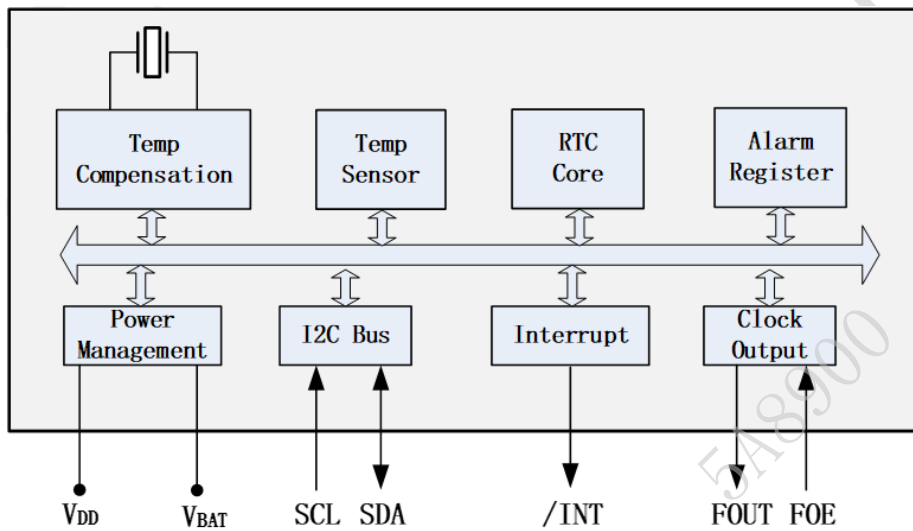 Temp
Compensation
Temp
Sensor
RTC
Core
Alarm
Register
Power
Management
I2C Bus
Interrupt
Clock
Output
5A8900
VDD
VBAT
SCL
SDA
/INT
FOUT
FOE